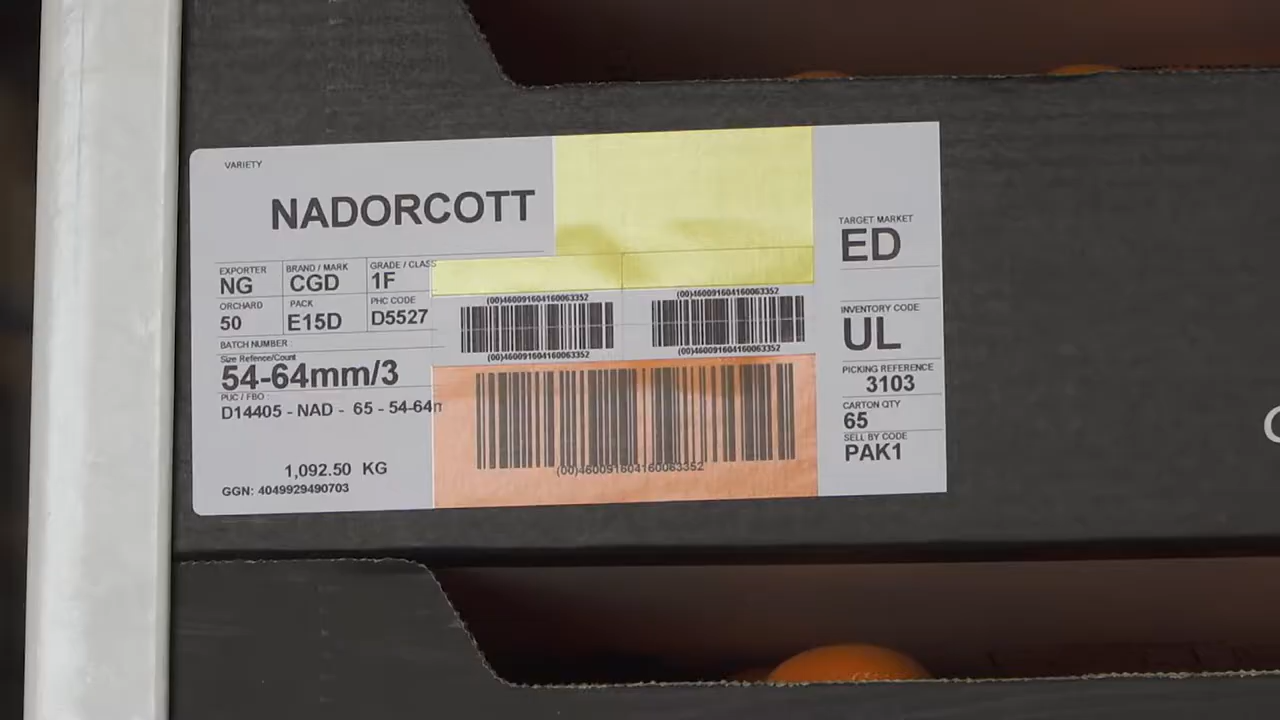 VARIETY
NADORCOTT
EXPORTER
NG
BRAND / MARK
CGD
GRADE / CLASS
1F
ORCHARD
50
PACK
E15D
PHC CODE
D5527
BATCH NUMBER :
Size Refence/Count
54-64mm/3
PUC / FBO :
D14405 - NAD - 65 - 54-64m
1,092.50 KG
GGN: 4049929490703
(00)460091604160063352
(00)460091604160063352
(00)460091604160063352
(00)460091604160063352
(00)460091604160063352
TARGET MARKET
ED
INVENTORY CODE
UL
PICKING REFERENCE
3103
CARTON QTY
65
SELL BY CODE
PAK1